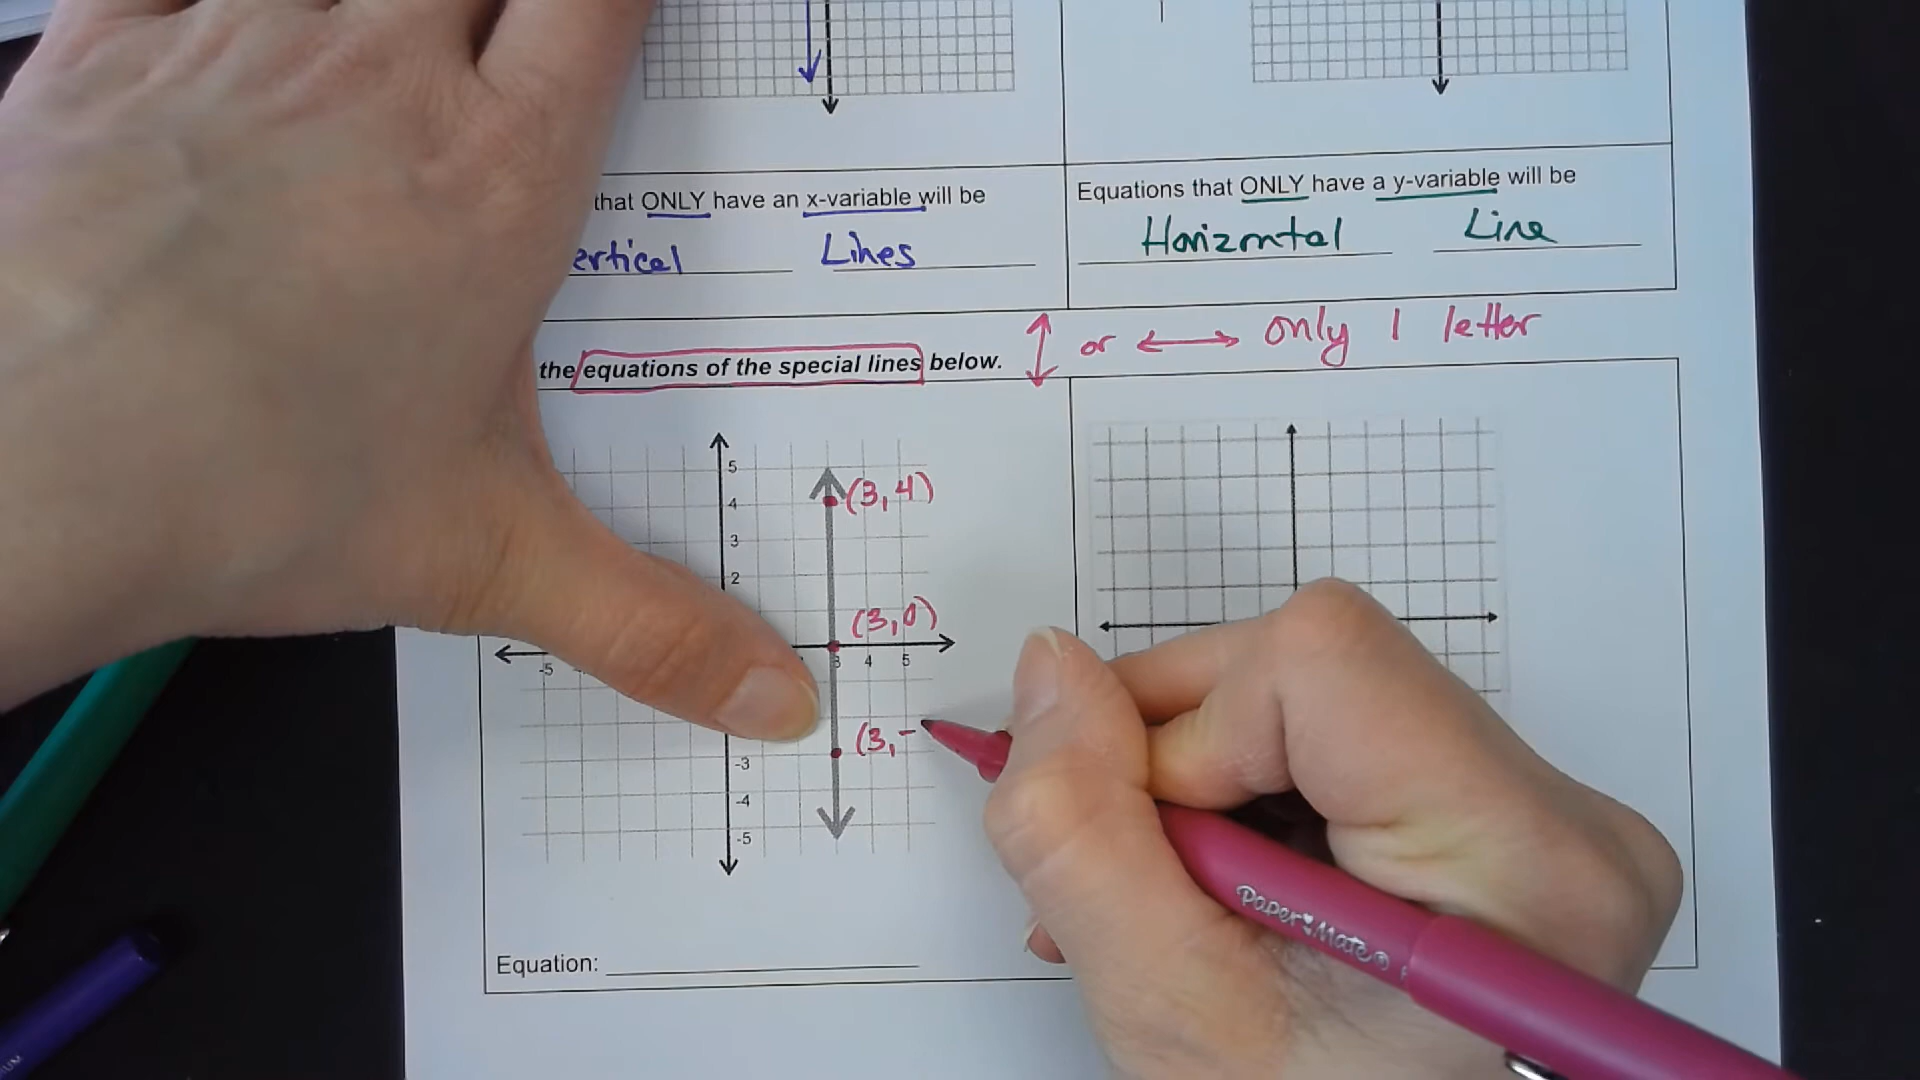 that ONLY have an x-variable will be
ertical Lines
Equations that ONLY have a y-variable will be
Horizontal Line
the equations of the special lines below.
or only 1 letter
5
4
3
2
-5
3 4 5
-3
-4
-5
(3,4)
(3,0)
(3,-
Equation:
Paper Mate®